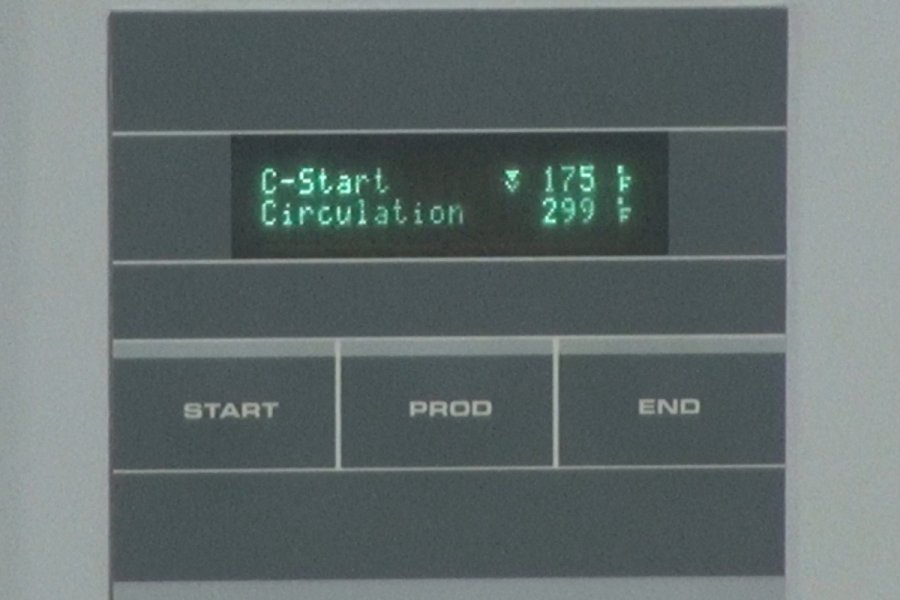 C-Start 175 °F
Circulation 299 °F
START PROD END